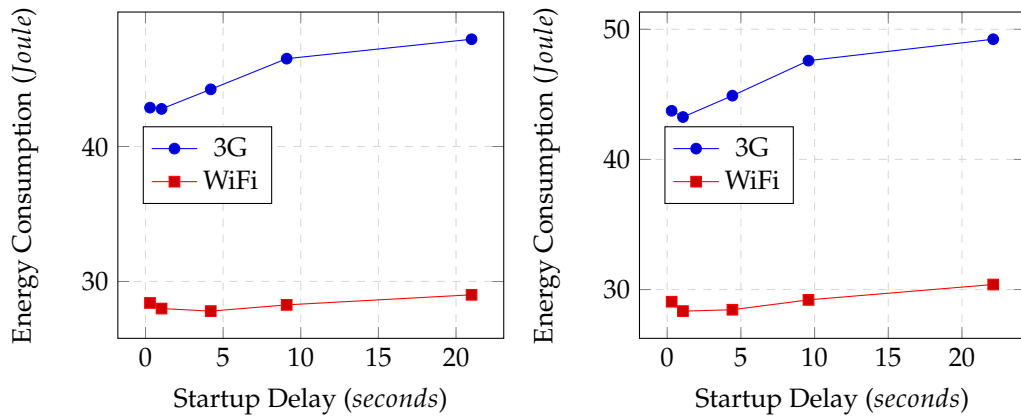 Energy Consumption (Joule)
40
30
3G
WiFi
0 5 10 15 20
Startup Delay (seconds)
Energy Consumption (Joule)
50
40
30
3G
WiFi
0 5 10 15 20
Startup Delay (seconds)